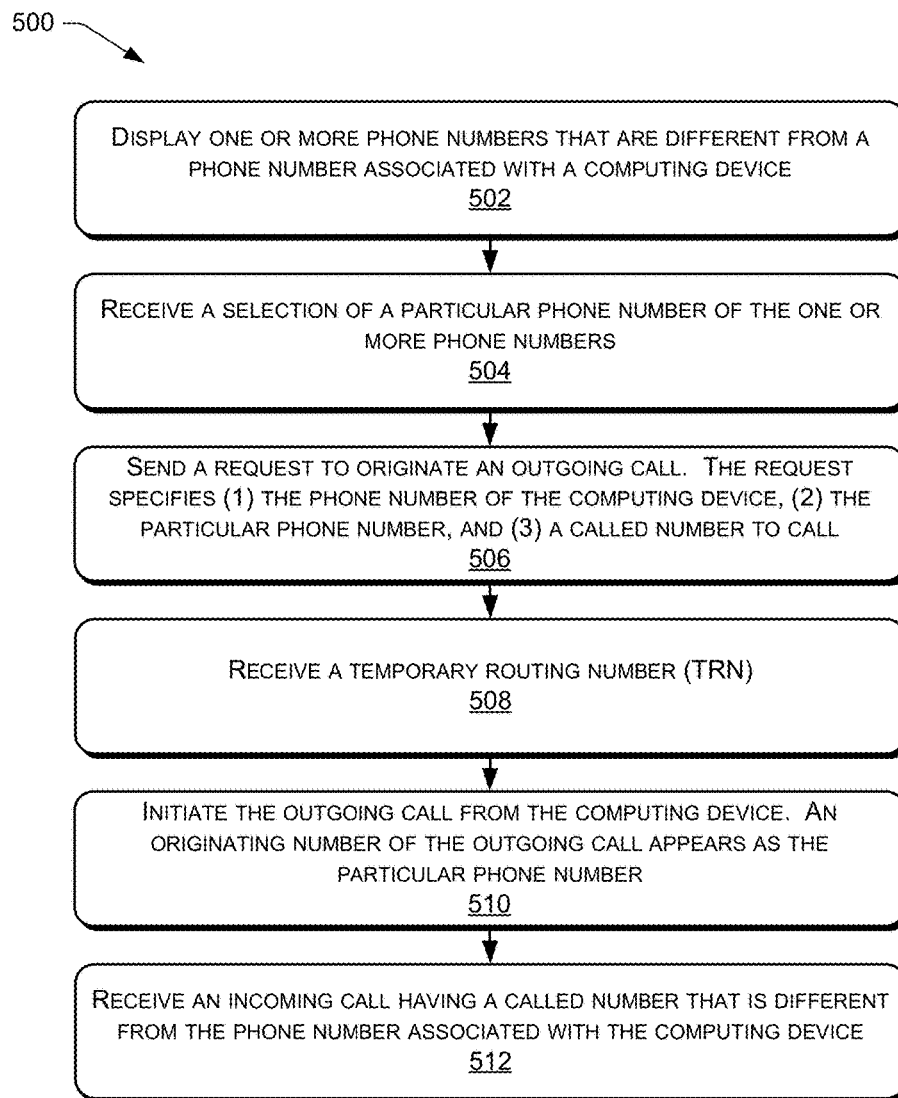 500
DISPLAY ONE OR MORE PHONE NUMBERS THAT ARE DIFFERENT FROM A
PHONE NUMBER ASSOCIATED WITH A COMPUTING DEVICE
502
RECEIVE A SELECTION OF A PARTICULAR PHONE NUMBER OF THE ONE OR
MORE PHONE NUMBERS
504
SEND A REQUEST TO ORIGINATE AN OUTGOING CALL. THE REQUEST
SPECIFIES (1) THE PHONE NUMBER OF THE COMPUTING DEVICE, (2) THE
PARTICULAR PHONE NUMBER, AND (3) A CALLED NUMBER TO CALL
506
RECEIVE A TEMPORARY ROUTING NUMBER (TRN)
508
INITIATE THE OUTGOING CALL FROM THE COMPUTING DEVICE. AN
ORIGINATING NUMBER OF THE OUTGOING CALL APPEARS AS THE
PARTICULAR PHONE NUMBER
510
RECEIVE AN INCOMING CALL HAVING A CALLED NUMBER THAT IS DIFFERENT
FROM THE PHONE NUMBER ASSOCIATED WITH THE COMPUTING DEVICE
512